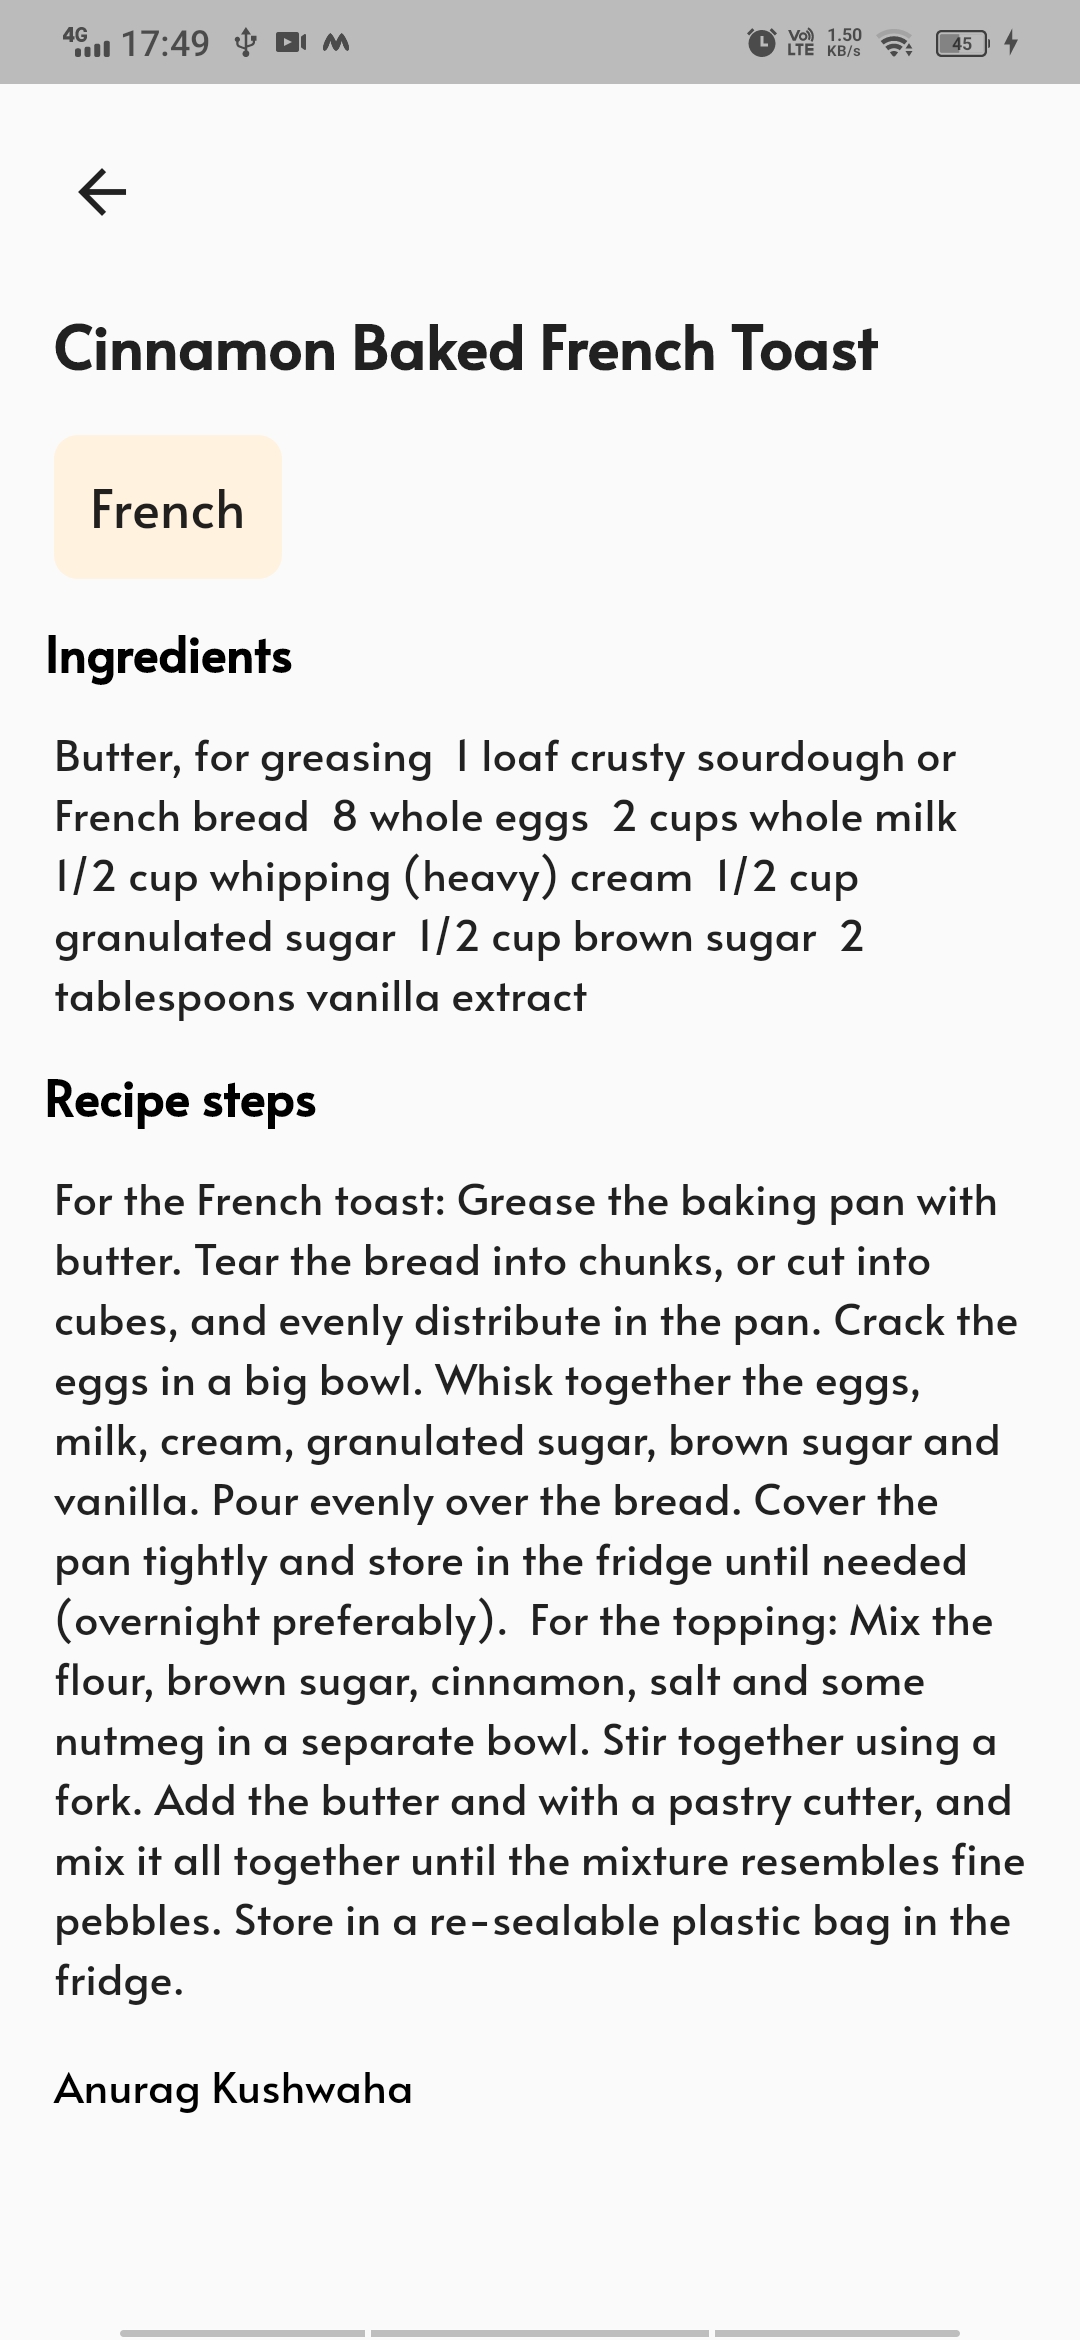 4G 17:49 Vo) LTE 1.50 KB/s 45
Cinnamon Baked French Toast
French
Ingredients
Butter, for greasing  1 loaf crusty sourdough or
French bread  8 whole eggs  2 cups whole milk
1/2 cup whipping (heavy) cream  1/2 cup
granulated sugar  1/2 cup brown sugar  2
tablespoons vanilla extract
Recipe steps
For the French toast: Grease the baking pan with
butter. Tear the bread into chunks, or cut into
cubes, and evenly distribute in the pan. Crack the
eggs in a big bowl. Whisk together the eggs,
milk, cream, granulated sugar, brown sugar and
vanilla. Pour evenly over the bread. Cover the
pan tightly and store in the fridge until needed
(overnight preferably).  For the topping: Mix the
flour, brown sugar, cinnamon, salt and some
nutmeg in a separate bowl. Stir together using a
fork. Add the butter and with a pastry cutter, and
mix it all together until the mixture resembles fine
pebbles. Store in a re-sealable plastic bag in the
fridge.
Anurag Kushwaha